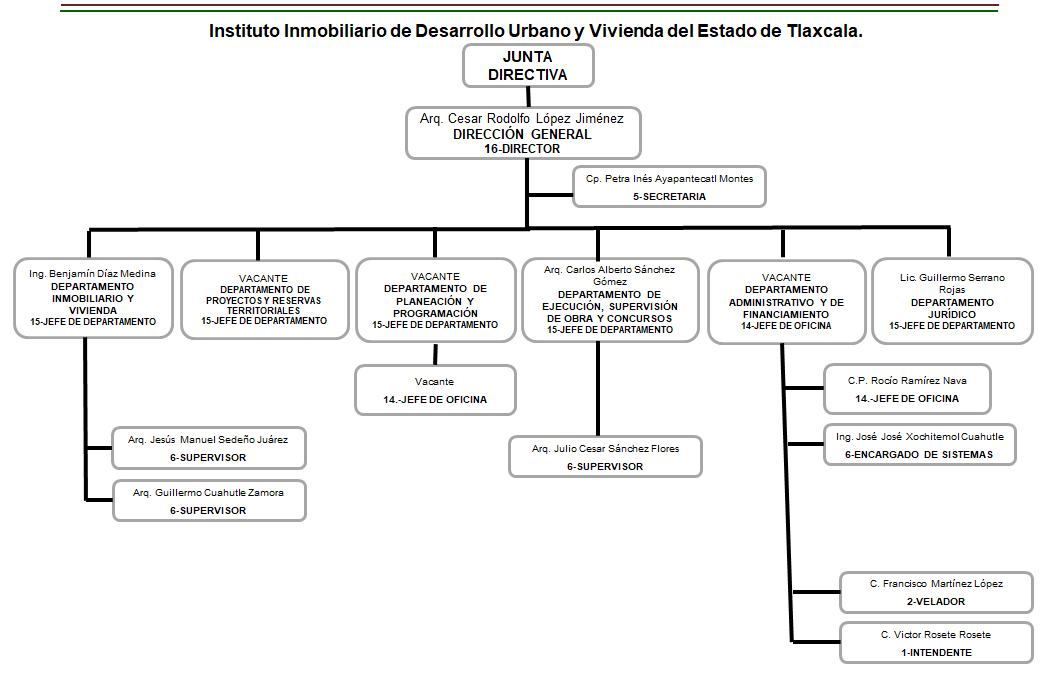 Instituto Inmobiliario de Desarrollo Urbano y Vivienda del Estado de Tlaxcala.
JUNTA
DIRECTIVA
Arq. Cesar Rodolfo López Jiménez
DIRECCIÓN GENERAL
16-DIRECTOR
Cp. Petra Inés Ayapantecatl Montes
5-SECRETARIA
Ing. Benjamín Díaz Medina
DEPARTAMENTO
INMOBILIARIO Y
VIVIENDA
15-JEFE DE DEPARTAMENTO
VACANTE
DEPARTAMENTO DE
PROYECTOS Y RESERVAS
TERRITORIALES
15-JEFE DE DEPARTAMENTO
VACANTE
DEPARTAMENTO DE
PLANEACIÓN Y
PROGRAMACIÓN
15-JEFE DE DEPARTAMENTO
Arq. Carlos Alberto Sánchez
Gómez
DEPARTAMENTO DE
EJECUCIÓN, SUPERVISIÓN
DE OBRA Y CONCURSOS
15-JEFE DE DEPARTAMENTO
VACANTE
DEPARTAMENTO
ADMINISTRATIVO Y DE
FINANCIAMIENTO
14-JEFE DE OFICINA
Lic. Guillermo Serrano
Rojas
DEPARTAMENTO
JURÍDICO
15-JEFE DE DEPARTAMENTO
Vacante
14.-JEFE DE OFICINA
C.P. Rocío Ramírez Nava
14.-JEFE DE OFICINA
Arq. Jesús Manuel Sedeño Juárez
6-SUPERVISOR
Arq. Julio Cesar Sánchez Flores
6-SUPERVISOR
Ing. José José Xochitemol Cuahutle
6-ENCARGADO DE SISTEMAS
Arq. Guillermo Cuahutle Zamora
6-SUPERVISOR
C. Francisco Martínez López
2-VELADOR
C. Victor Rosete Rosete
1-INTENDENTE